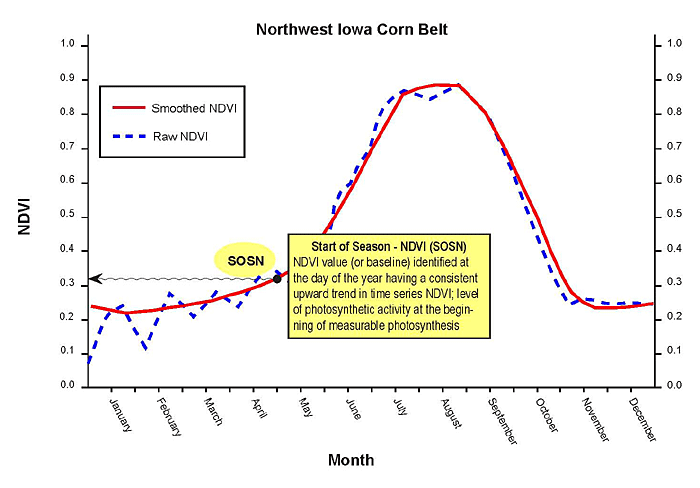 Northwest Iowa Corn Belt
1.0
0.9
0.8
0.7
0.6
0.5
0.4
0.3
0.2
0.1
0.0
NDVI
Smoothed NDVI
Raw NDVI
SOSN
Start of Season - NDVI (SOSN)
NDVI value (or baseline) identified at
the day of the year having a consistent
upward trend in time series NDVI; level
of photosynthetic activity at the begin-
ning of measurable photosynthesis
1.0
0.9
0.8
0.7
0.6
0.5
0.4
0.3
0.2
0.1
0.0
January
February
March
April
May
June
July
August
September
October
November
December
Month